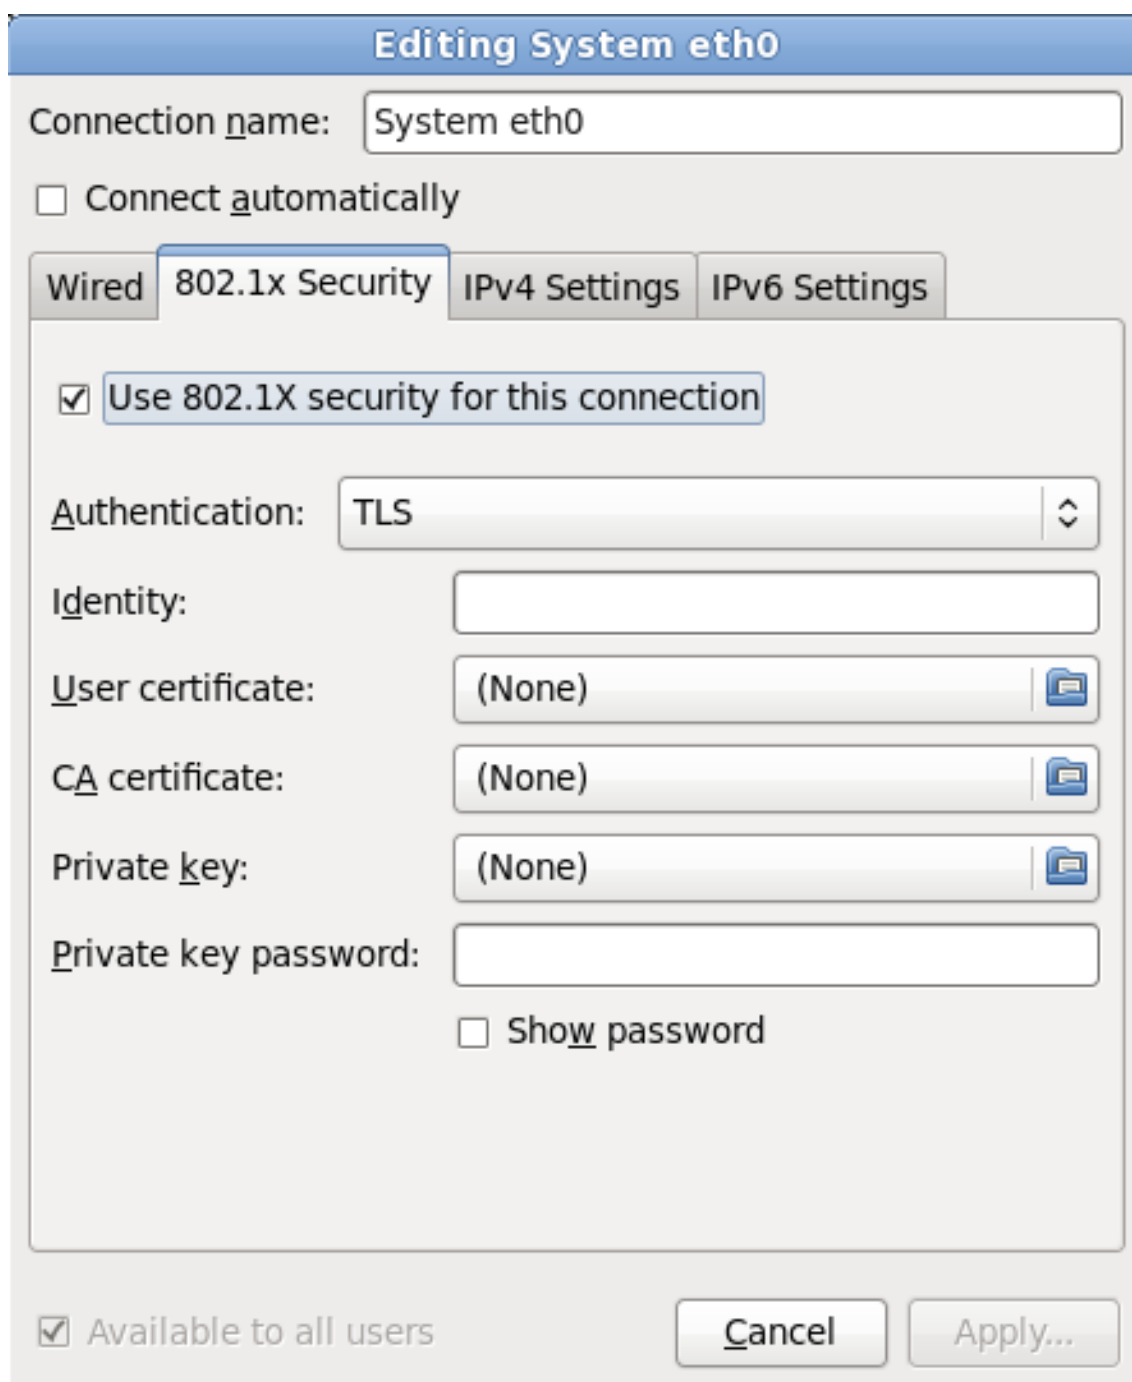 Editing System eth0
Connection name: System eth0
Connect automatically
Wired 802.1x Security IPv4 Settings IPv6 Settings
Use 802.1X security for this connection
Authentication: TLS
Identity:
User certificate: (None)
CA certificate: (None)
Private key: (None)
Private key password:
Show password
Available to all users Cancel Apply...